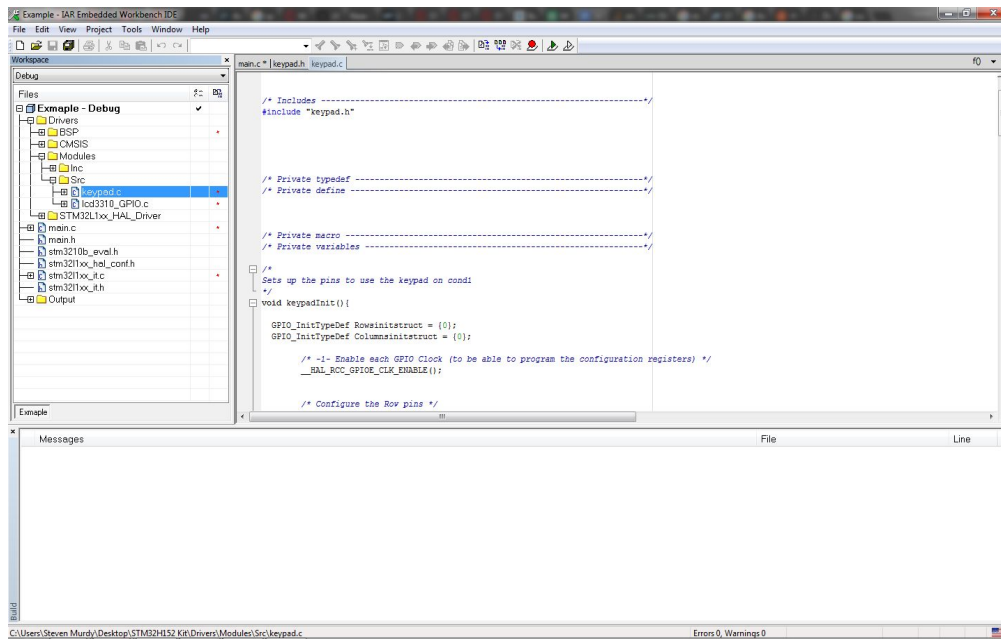 Example - IAR Embedded Workbench IDE
File Edit View Project Tools Window Help
Workspace
Debug
Files
Exmaple - Debug
Drivers
BSP
CMSIS
Modules
Inc
Src
keypad.c
lcd3310_GPIO.c
STM32L1xx_HAL_Driver
main.c
main.h
stm3210b_eval.h
stm32l1xx_hal_conf.h
stm32l1xx_it.c
stm32l1xx_it.h
Output
Exmaple
main.c * | keypad.h keypad.c f()
/* Includes ------------------------------------------------------------------*/
#include "keypad.h"
/* Private typedef -----------------------------------------------------------*/
/* Private define ------------------------------------------------------------*/
/* Private macro -------------------------------------------------------------*/
/* Private variables ---------------------------------------------------------*/
/*
Sets up the pins to use the keypad on cond1
*/
void keypadInit(){
GPIO_InitTypeDef Rowsinitstruct = {0};
GPIO_InitTypeDef Columnsinitstruct = {0};
/* -1- Enable each GPIO Clock (to be able to program the configuration registers) */
__HAL_RCC_GPIOE_CLK_ENABLE();
/* Configure the Row pins */
Messages File Line
Build
C:\Users\Steven Murdy\Desktop\STM32H152 Kit\Drivers\Modules\Src\keypad.c Errors 0, Warnings 0